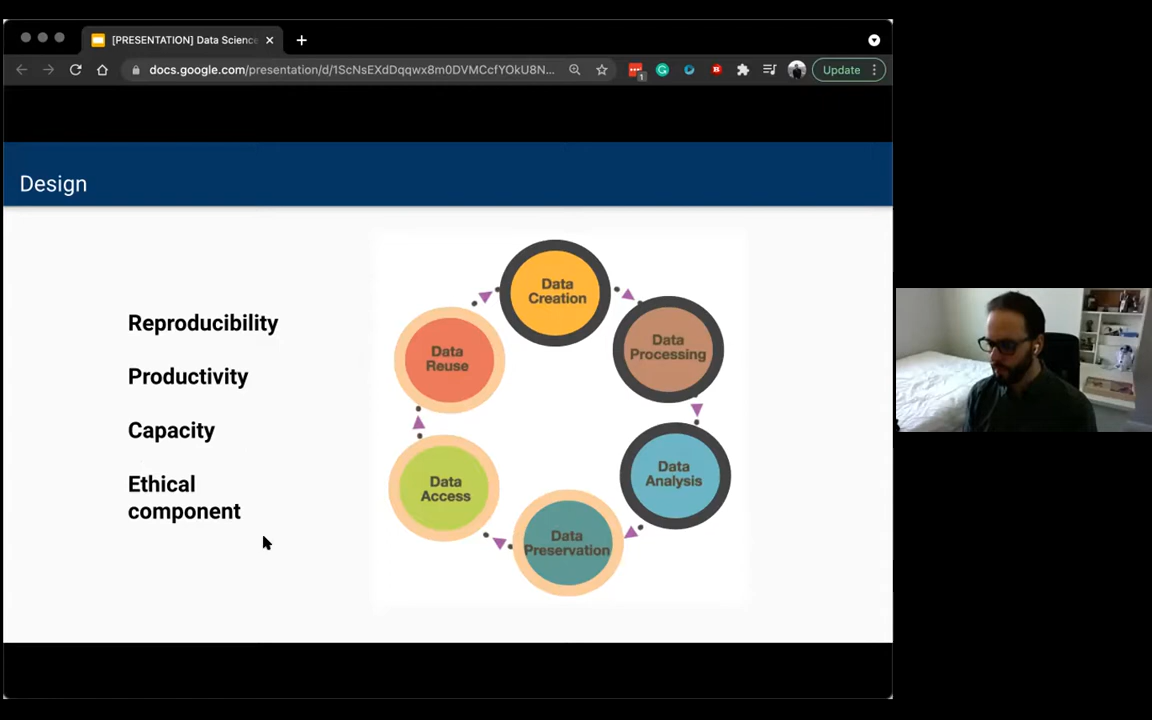 [PRESENTATION] Data Science
docs.google.com/presentation/d/1ScNsEXdDqqwx8m0DVMCcfYOkU8N...
1
Update
Design
Reproducibility
Productivity
Capacity
Ethical
component
Data
Creation
Data
Processing
Data
Analysis
Data
Preservation
Data
Access
Data
Reuse